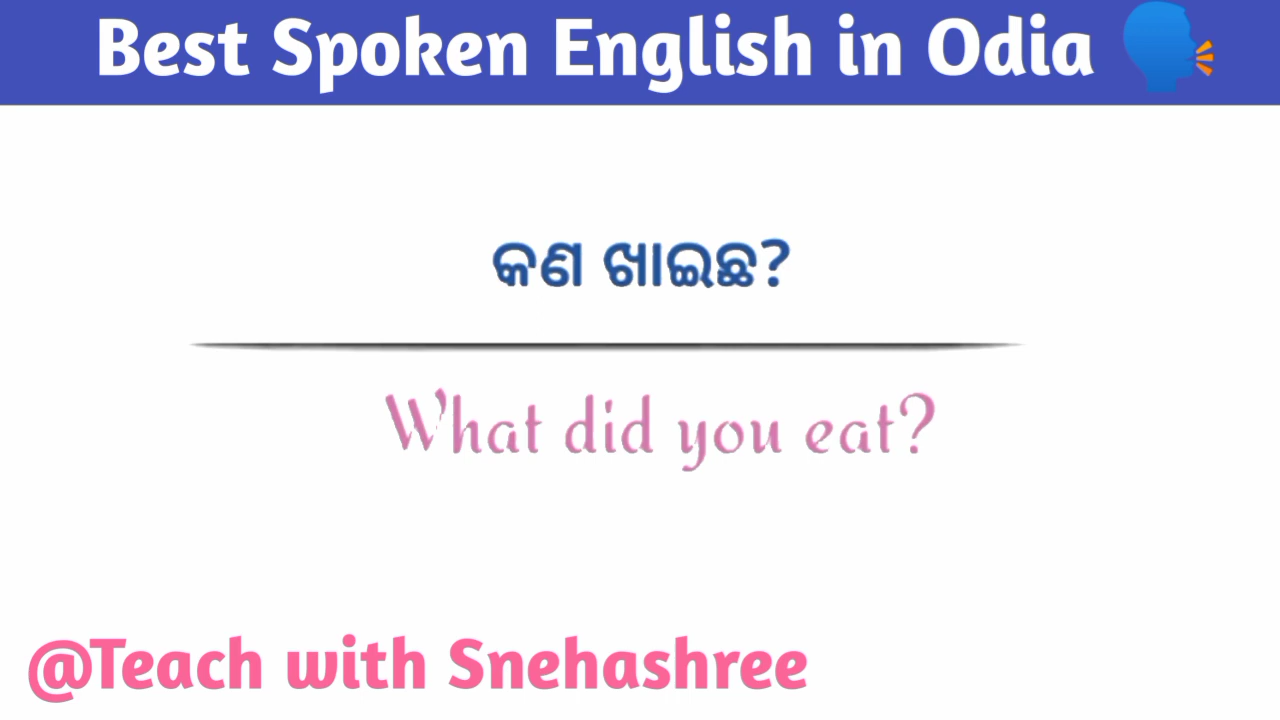 Best Spoken English in Odia
କଣ ଖାଇଛ?
What did you eat?
@Teach with Snehashree